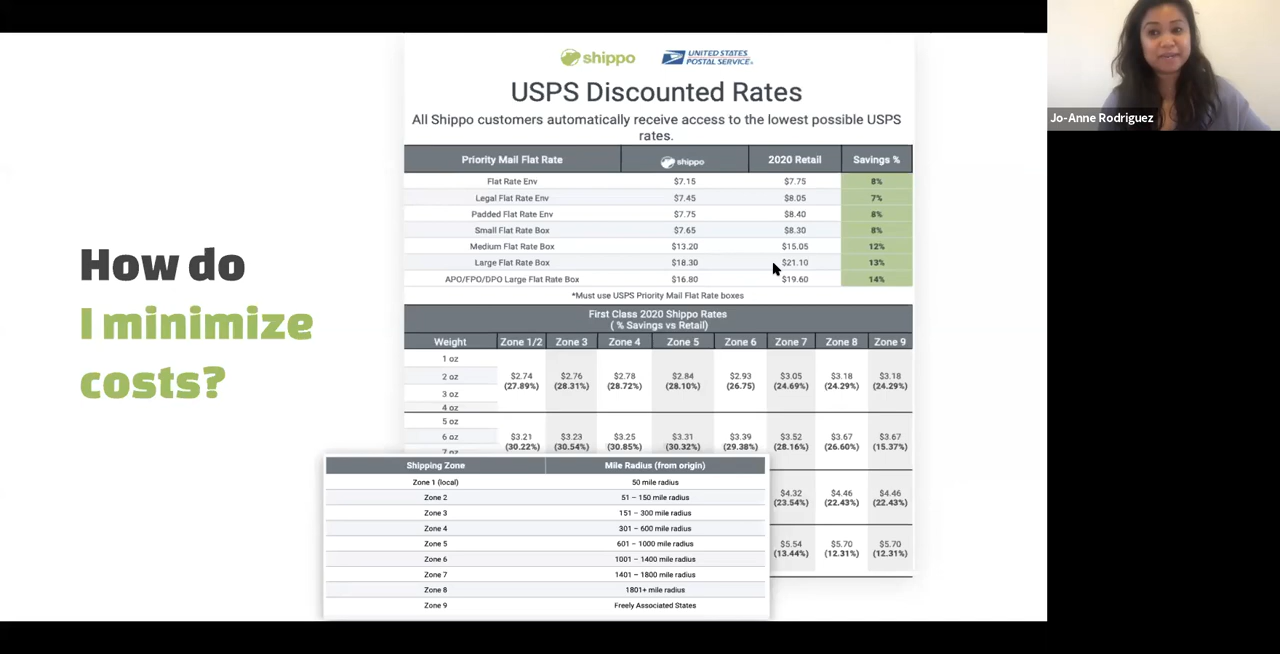 How do
I minimize
costs?
shippo UNITED STATES POSTAL SERVICE®
USPS Discounted Rates
All Shippo customers automatically receive access to the lowest possible USPS
rates.
Priority Mail Flat Rate shippo 2020 Retail Savings %
Flat Rate Env $7.15 $7.75 8%
Legal Flat Rate Env $7.45 $8.05 7%
Padded Flat Rate Env $7.75 $8.40 8%
Small Flat Rate Box $7.65 $8.30 8%
Medium Flat Rate Box $13.20 $15.05 12%
Large Flat Rate Box $18.30 $21.10 13%
APO/FPO/DPO Large Flat Rate Box $16.80 $19.60 14%
*Must use USPS Priority Mail Flat Rate boxes
First Class 2020 Shippo Rates
( % Savings vs Retail)
Weight Zone 1/2 Zone 3 Zone 4 Zone 5 Zone 6 Zone 7 Zone 8 Zone 9
1 oz
2 oz $2.74 $2.76 $2.78 $2.84 $2.93 $3.05 $3.18 $3.18
(27.89%) (28.31%) (28.72%) (28.10%) (26.75) (24.69%) (24.29%) (24.29%)
3 oz
4 oz
5 oz
6 oz $3.21 $3.23 $3.25 $3.31 $3.39 $3.52 $3.67 $3.67
(30.22%) (30.54%) (30.85%) (30.32%) (29.38%) (28.16%) (26.60%) (15.37%)
7 oz
$4.32 $4.46 $4.46
(23.54%) (22.43%) (22.43%)
$5.54 $5.70 $5.70
(13.44%) (12.31%) (12.31%)
Shipping Zone Mile Radius (from origin)
Zone 1 (local) 50 mile radius
Zone 2 51 – 150 mile radius
Zone 3 151 – 300 mile radius
Zone 4 301 – 600 mile radius
Zone 5 601 – 1000 mile radius
Zone 6 1001 – 1400 mile radius
Zone 7 1401 – 1800 mile radius
Zone 8 1801+ mile radius
Zone 9 Freely Associated States
Jo-Anne Rodriguez